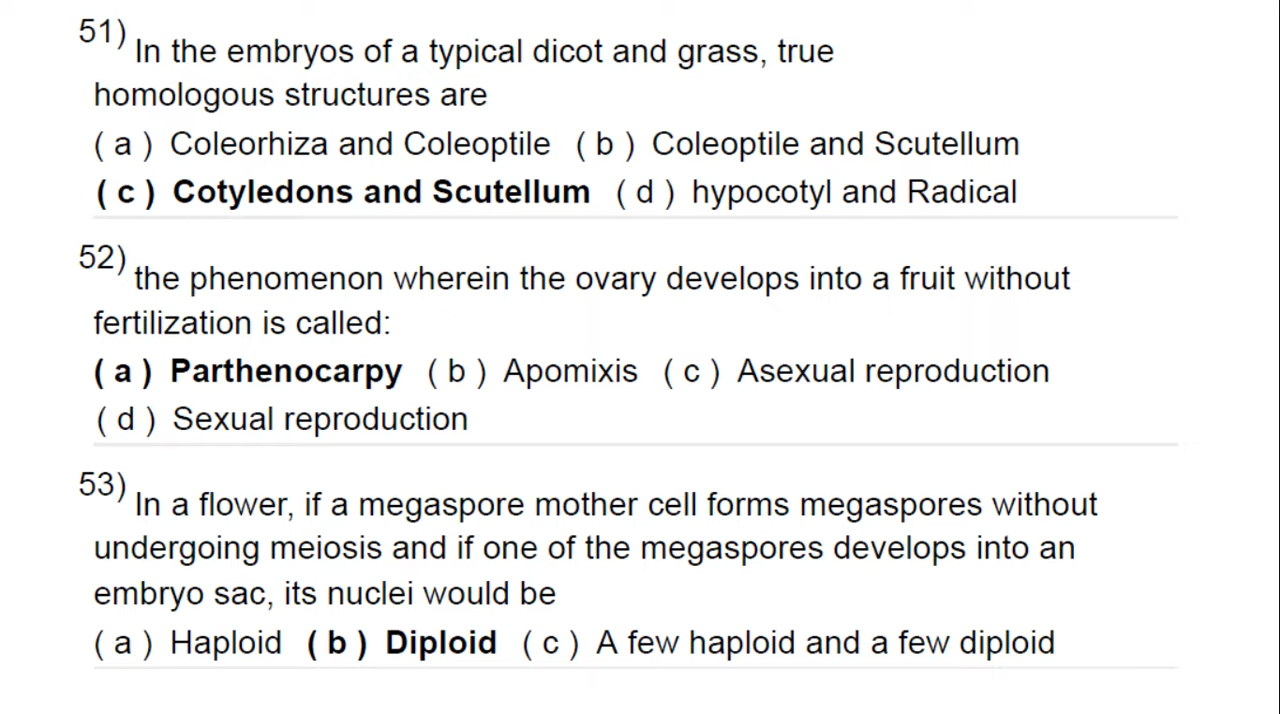 51) In the embryos of a typical dicot and grass, true
homologous structures are
( a ) Coleorhiza and Coleoptile ( b ) Coleoptile and Scutellum
( c ) Cotyledons and Scutellum ( d ) hypocotyl and Radical
52) the phenomenon wherein the ovary develops into a fruit without
fertilization is called:
( a ) Parthenocarpy ( b ) Apomixis ( c ) Asexual reproduction
( d ) Sexual reproduction
53) In a flower, if a megaspore mother cell forms megaspores without
undergoing meiosis and if one of the megaspores develops into an
embryo sac, its nuclei would be
( a ) Haploid ( b ) Diploid ( c ) A few haploid and a few diploid